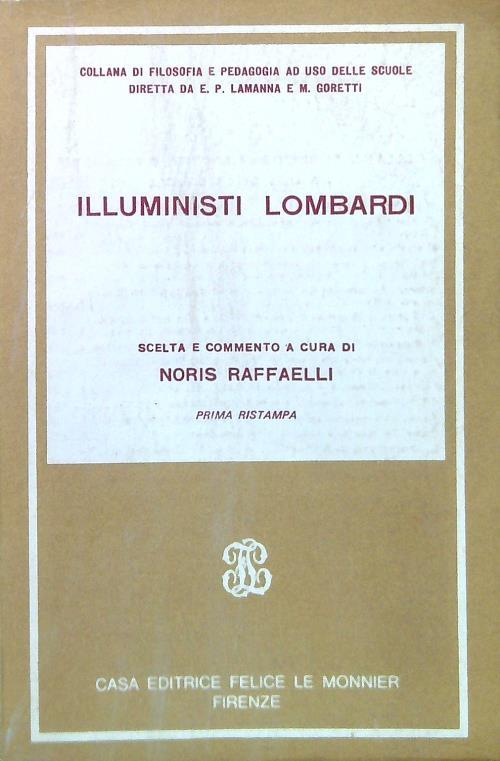 COLLANA DI FILOSOFIA E PEDAGOGIA AD USO DELLE SCUOLE
DIRETTA DA E. P. LAMANNA E M. GORETTI
ILLUMINISTI LOMBARDI
SCELTA E COMMENTO A CURA DI
NORIS RAFFAELLI
PRIMA RISTAMPA
CASA EDITRICE FELICE LE MONNIER
FIRENZE